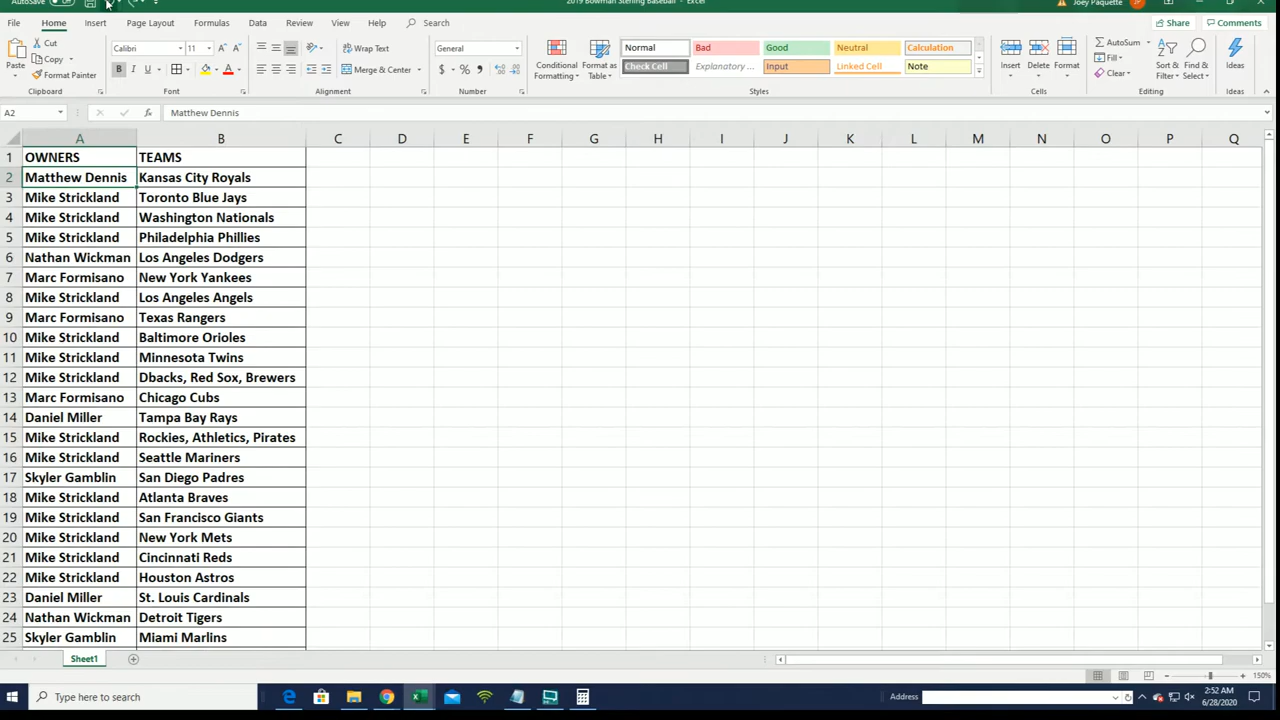 AutoSave
2019 Bowman Sterling Baseball - Excel
Joey Paquette
File Home Insert Page Layout Formulas Data Review View Help Search Share Comments
Paste Cut Copy Format Painter Clipboard
Calibri 11 B I U A A A Font
Wrap Text Merge & Center Alignment
General $ % Number
Conditional Formatting Format as Table
Normal Bad Good Neutral Calculation
Check Cell Explanatory ... Input Linked Cell Note
Styles
Insert Delete Format Cells
AutoSum Fill Clear Sort & Filter Find & Select Editing
Ideas Ideas
A2 fx Matthew Dennis
A B C D E F G H I J K L M N O P Q
1 OWNERS TEAMS
2 Matthew Dennis Kansas City Royals
3 Mike Strickland Toronto Blue Jays
4 Mike Strickland Washington Nationals
5 Mike Strickland Philadelphia Phillies
6 Nathan Wickman Los Angeles Dodgers
7 Marc Formisano New York Yankees
8 Mike Strickland Los Angeles Angels
9 Marc Formisano Texas Rangers
10 Mike Strickland Baltimore Orioles
11 Mike Strickland Minnesota Twins
12 Mike Strickland Dbacks, Red Sox, Brewers
13 Marc Formisano Chicago Cubs
14 Daniel Miller Tampa Bay Rays
15 Mike Strickland Rockies, Athletics, Pirates
16 Mike Strickland Seattle Mariners
17 Skyler Gamblin San Diego Padres
18 Mike Strickland Atlanta Braves
19 Mike Strickland San Francisco Giants
20 Mike Strickland New York Mets
21 Mike Strickland Cincinnati Reds
22 Mike Strickland Houston Astros
23 Daniel Miller St. Louis Cardinals
24 Nathan Wickman Detroit Tigers
25 Skyler Gamblin Miami Marlins
Sheet1
150%
Type here to search
Address
2:52 AM
6/28/2020